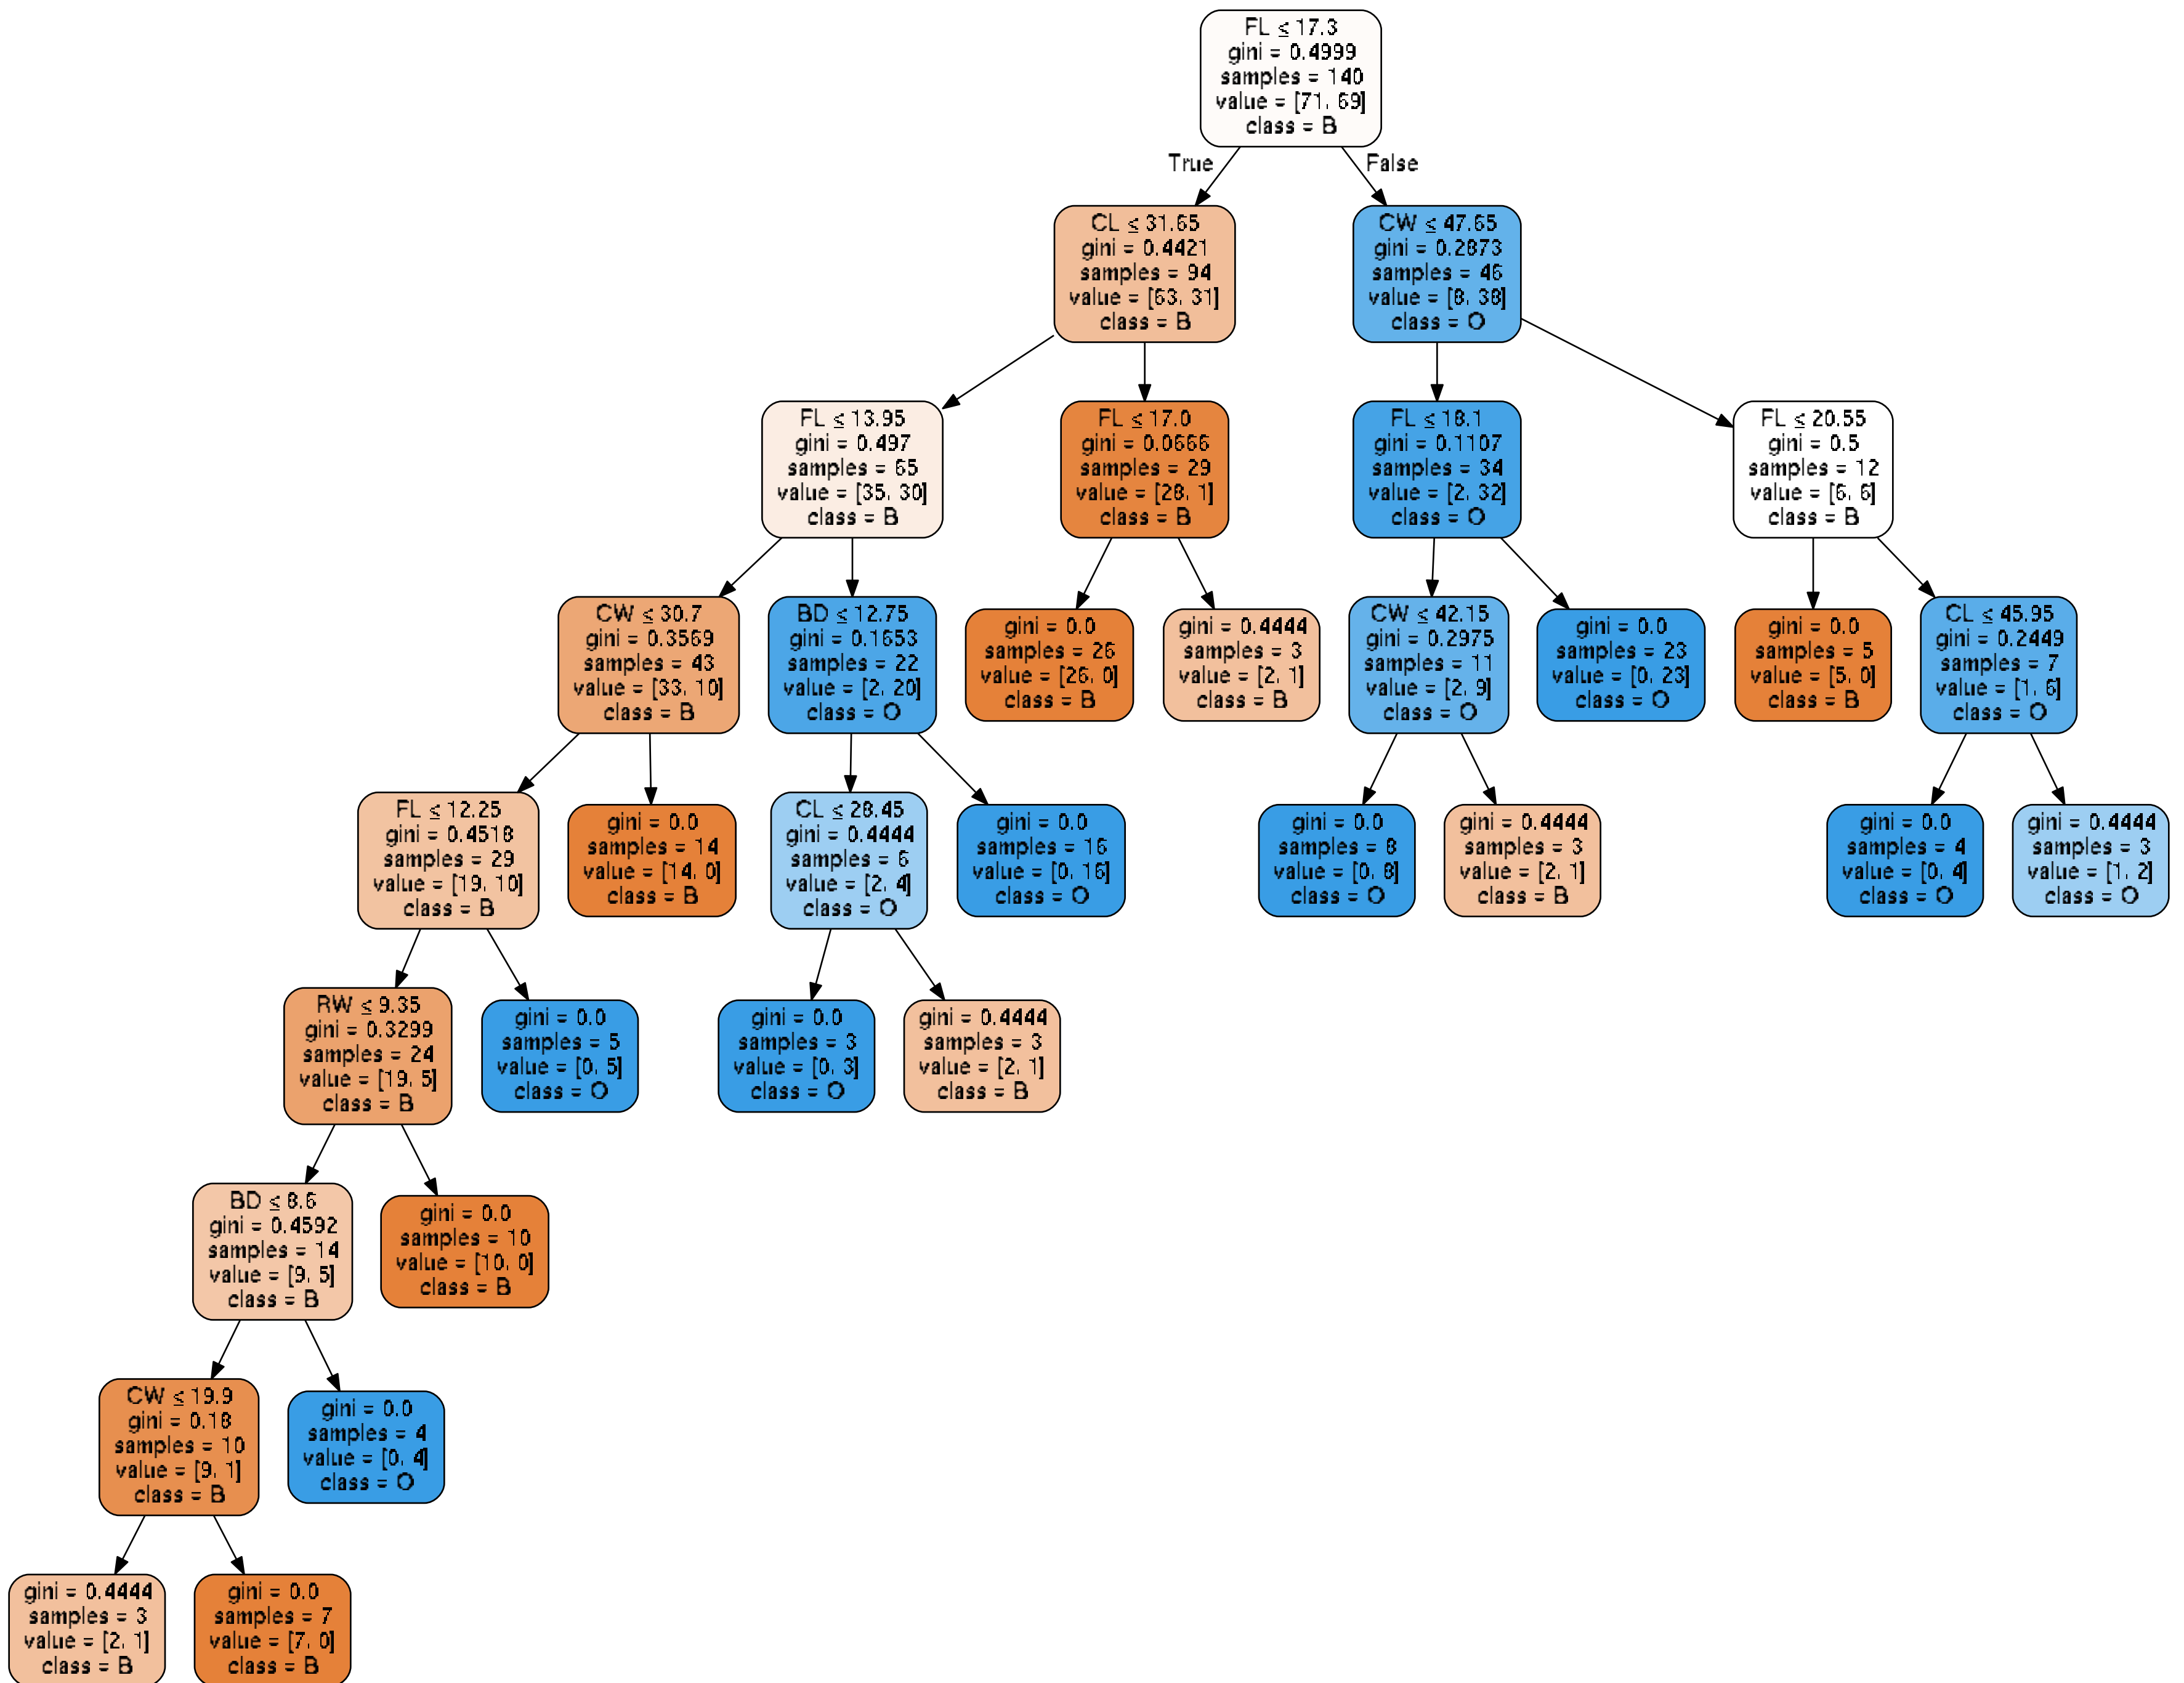 FL ≤ 17.3
gini = 0.4999
samples = 140
value = [71, 69]
class = B
True
False
CL ≤ 31.65
gini = 0.4421
samples = 94
value = [63, 31]
class = B
CW ≤ 47.65
gini = 0.2873
samples = 46
value = [8, 38]
class = O
FL ≤ 13.95
gini = 0.497
samples = 65
value = [35, 30]
class = B
FL ≤ 17.0
gini = 0.0666
samples = 29
value = [28, 1]
class = B
FL ≤ 18.1
gini = 0.1107
samples = 34
value = [2, 32]
class = O
FL ≤ 20.55
gini = 0.5
samples = 12
value = [6, 6]
class = B
CW ≤ 30.7
gini = 0.3569
samples = 43
value = [33, 10]
class = B
BD ≤ 12.75
gini = 0.1653
samples = 22
value = [2, 20]
class = O
gini = 0.0
samples = 26
value = [26, 0]
class = B
gini = 0.4444
samples = 3
value = [2, 1]
class = B
CW ≤ 42.15
gini = 0.2975
samples = 11
value = [2, 9]
class = O
gini = 0.0
samples = 23
value = [0, 23]
class = O
gini = 0.0
samples = 5
value = [5, 0]
class = B
CL ≤ 45.95
gini = 0.2449
samples = 7
value = [1, 6]
class = O
FL ≤ 12.25
gini = 0.4518
samples = 29
value = [19, 10]
class = B
gini = 0.0
samples = 14
value = [14, 0]
class = B
CL ≤ 28.45
gini = 0.4444
samples = 6
value = [2, 4]
class = O
gini = 0.0
samples = 16
value = [0, 16]
class = O
gini = 0.0
samples = 8
value = [0, 8]
class = O
gini = 0.4444
samples = 3
value = [2, 1]
class = B
gini = 0.0
samples = 4
value = [0, 4]
class = O
gini = 0.4444
samples = 3
value = [1, 2]
class = O
RW ≤ 9.35
gini = 0.3299
samples = 24
value = [19, 5]
class = B
gini = 0.0
samples = 5
value = [0, 5]
class = O
gini = 0.0
samples = 3
value = [0, 3]
class = O
gini = 0.4444
samples = 3
value = [2, 1]
class = B
BD ≤ 8.6
gini = 0.4592
samples = 14
value = [9, 5]
class = B
gini = 0.0
samples = 10
value = [10, 0]
class = B
CW ≤ 19.9
gini = 0.18
samples = 10
value = [9, 1]
class = B
gini = 0.0
samples = 4
value = [0, 4]
class = O
gini = 0.4444
samples = 3
value = [2, 1]
class = B
gini = 0.0
samples = 7
value = [7, 0]
class = B